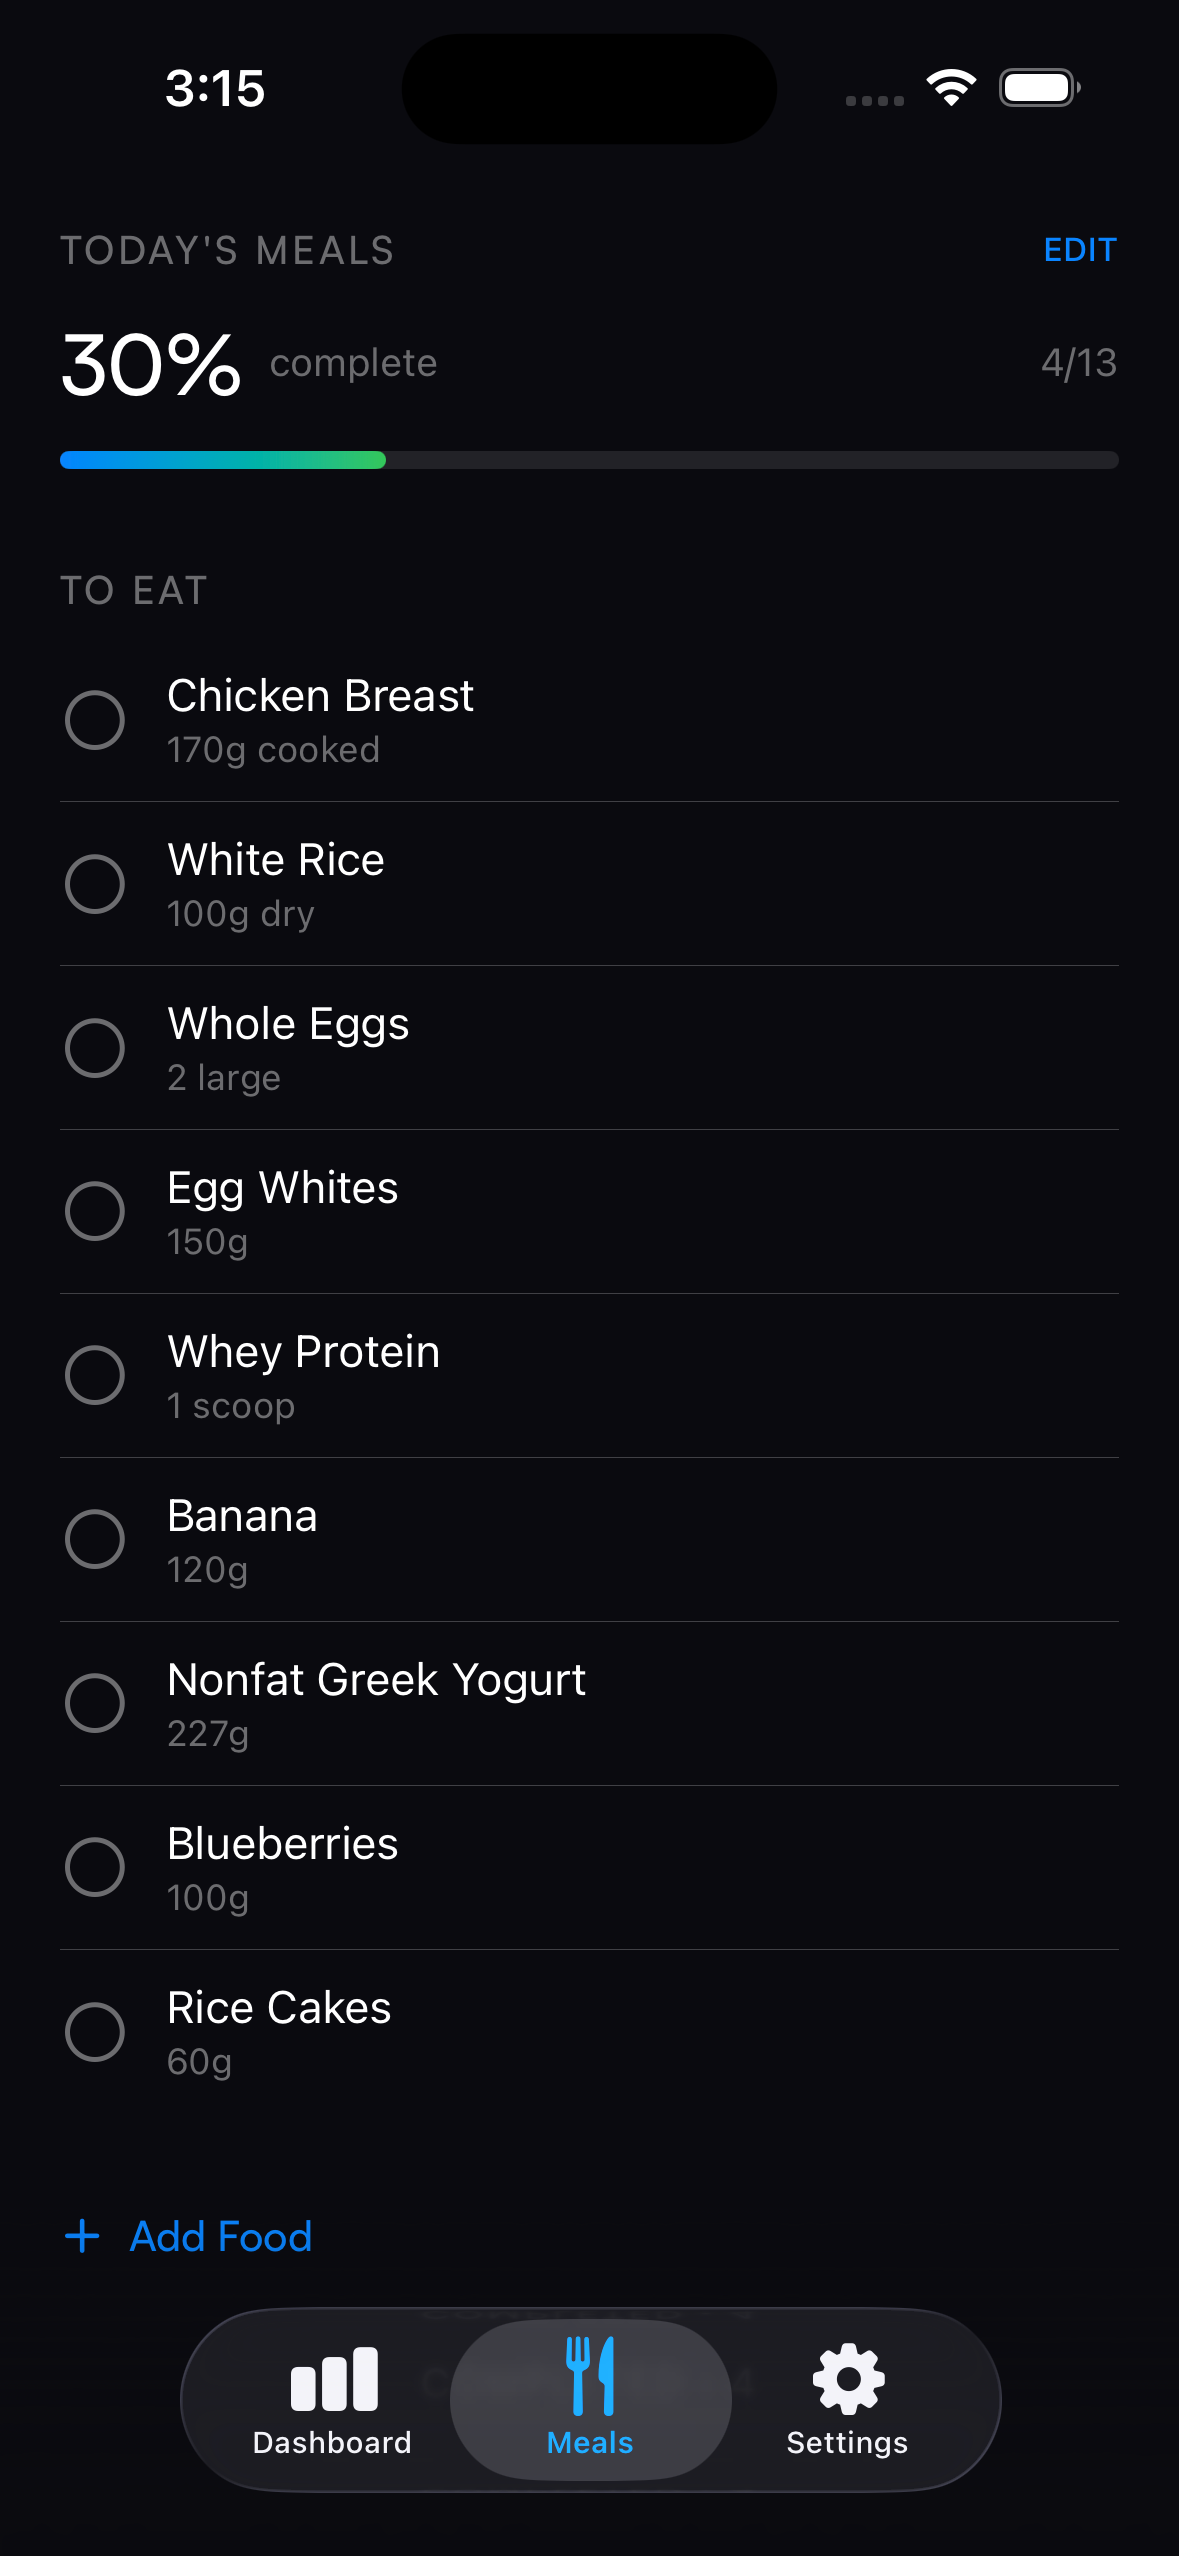 3:15
TODAY'S MEALS
EDIT
30% complete
4/13
TO EAT
Chicken Breast
170g cooked
White Rice
100g dry
Whole Eggs
2 large
Egg Whites
150g
Whey Protein
1 scoop
Banana
120g
Nonfat Greek Yogurt
227g
Blueberries
100g
Rice Cakes
60g
+ Add Food
Dashboard
Meals
Settings